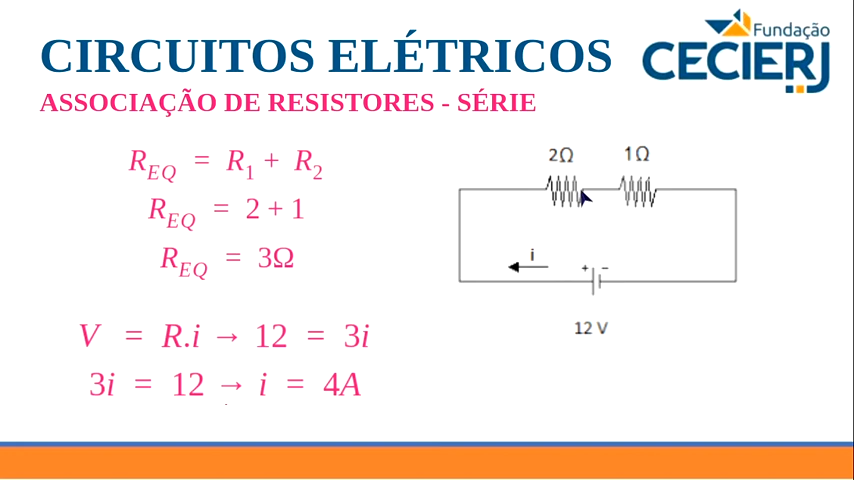 CIRCUITOS ELÉTRICOS
Fundação
CECIERJ
ASSOCIAÇÃO DE RESISTORES - SÉRIE
R_EQ = R_1 + R_2
R_EQ = 2 + 1
R_EQ = 3Ω
V = R.i → 12 = 3i
3i = 12 → i = 4A
2Ω 1Ω
i
+ −
12 V